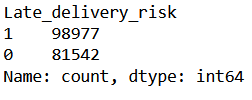 Late_delivery_risk
1    98977
0    81542
Name: count, dtype: int64